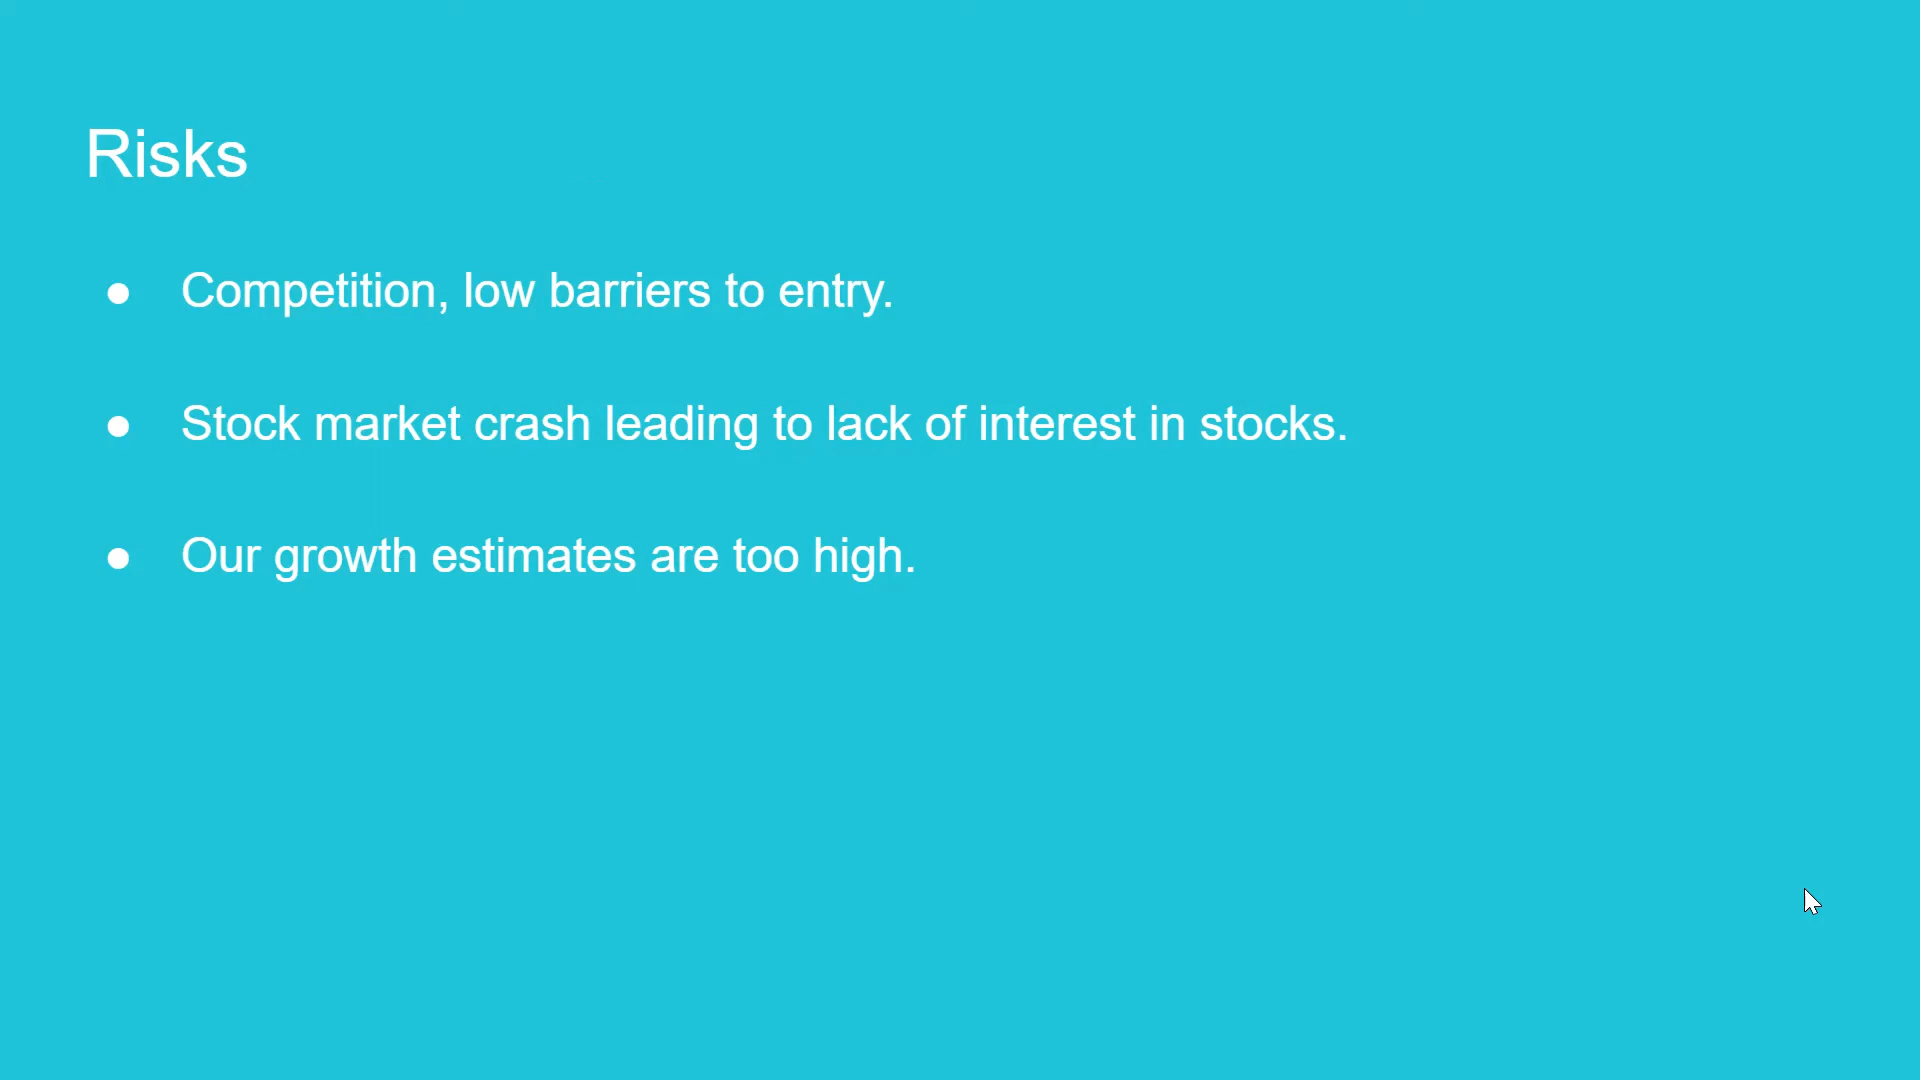 Risks
● Competition, low barriers to entry.
● Stock market crash leading to lack of interest in stocks.
● Our growth estimates are too high.